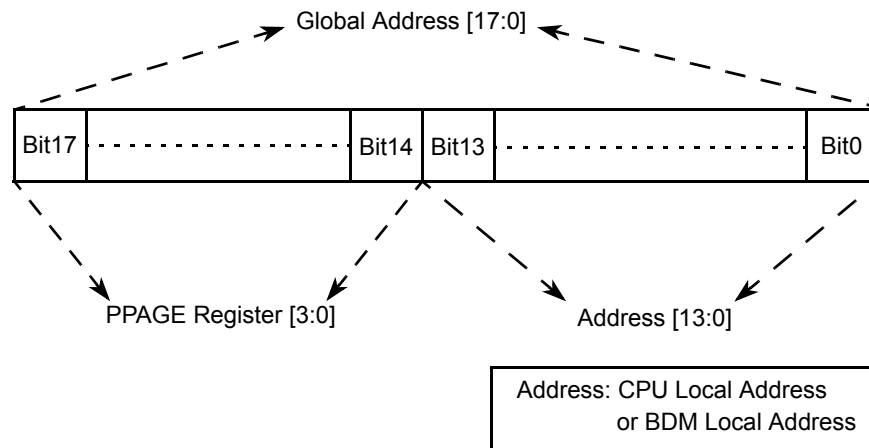 Global Address [17:0]
Bit17 Bit14 Bit13 Bit0
PPAGE Register [3:0]
Address [13:0]
Address: CPU Local Address
or BDM Local Address